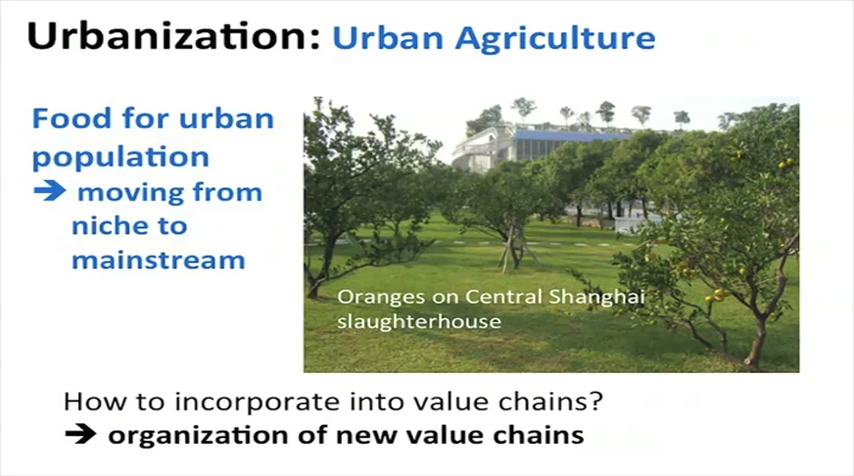 Urbanization: Urban Agriculture
Food for urban
population
➔ moving from
niche to
mainstream
Oranges on Central Shanghai
slaughterhouse
How to incorporate into value chains?
➔ organization of new value chains